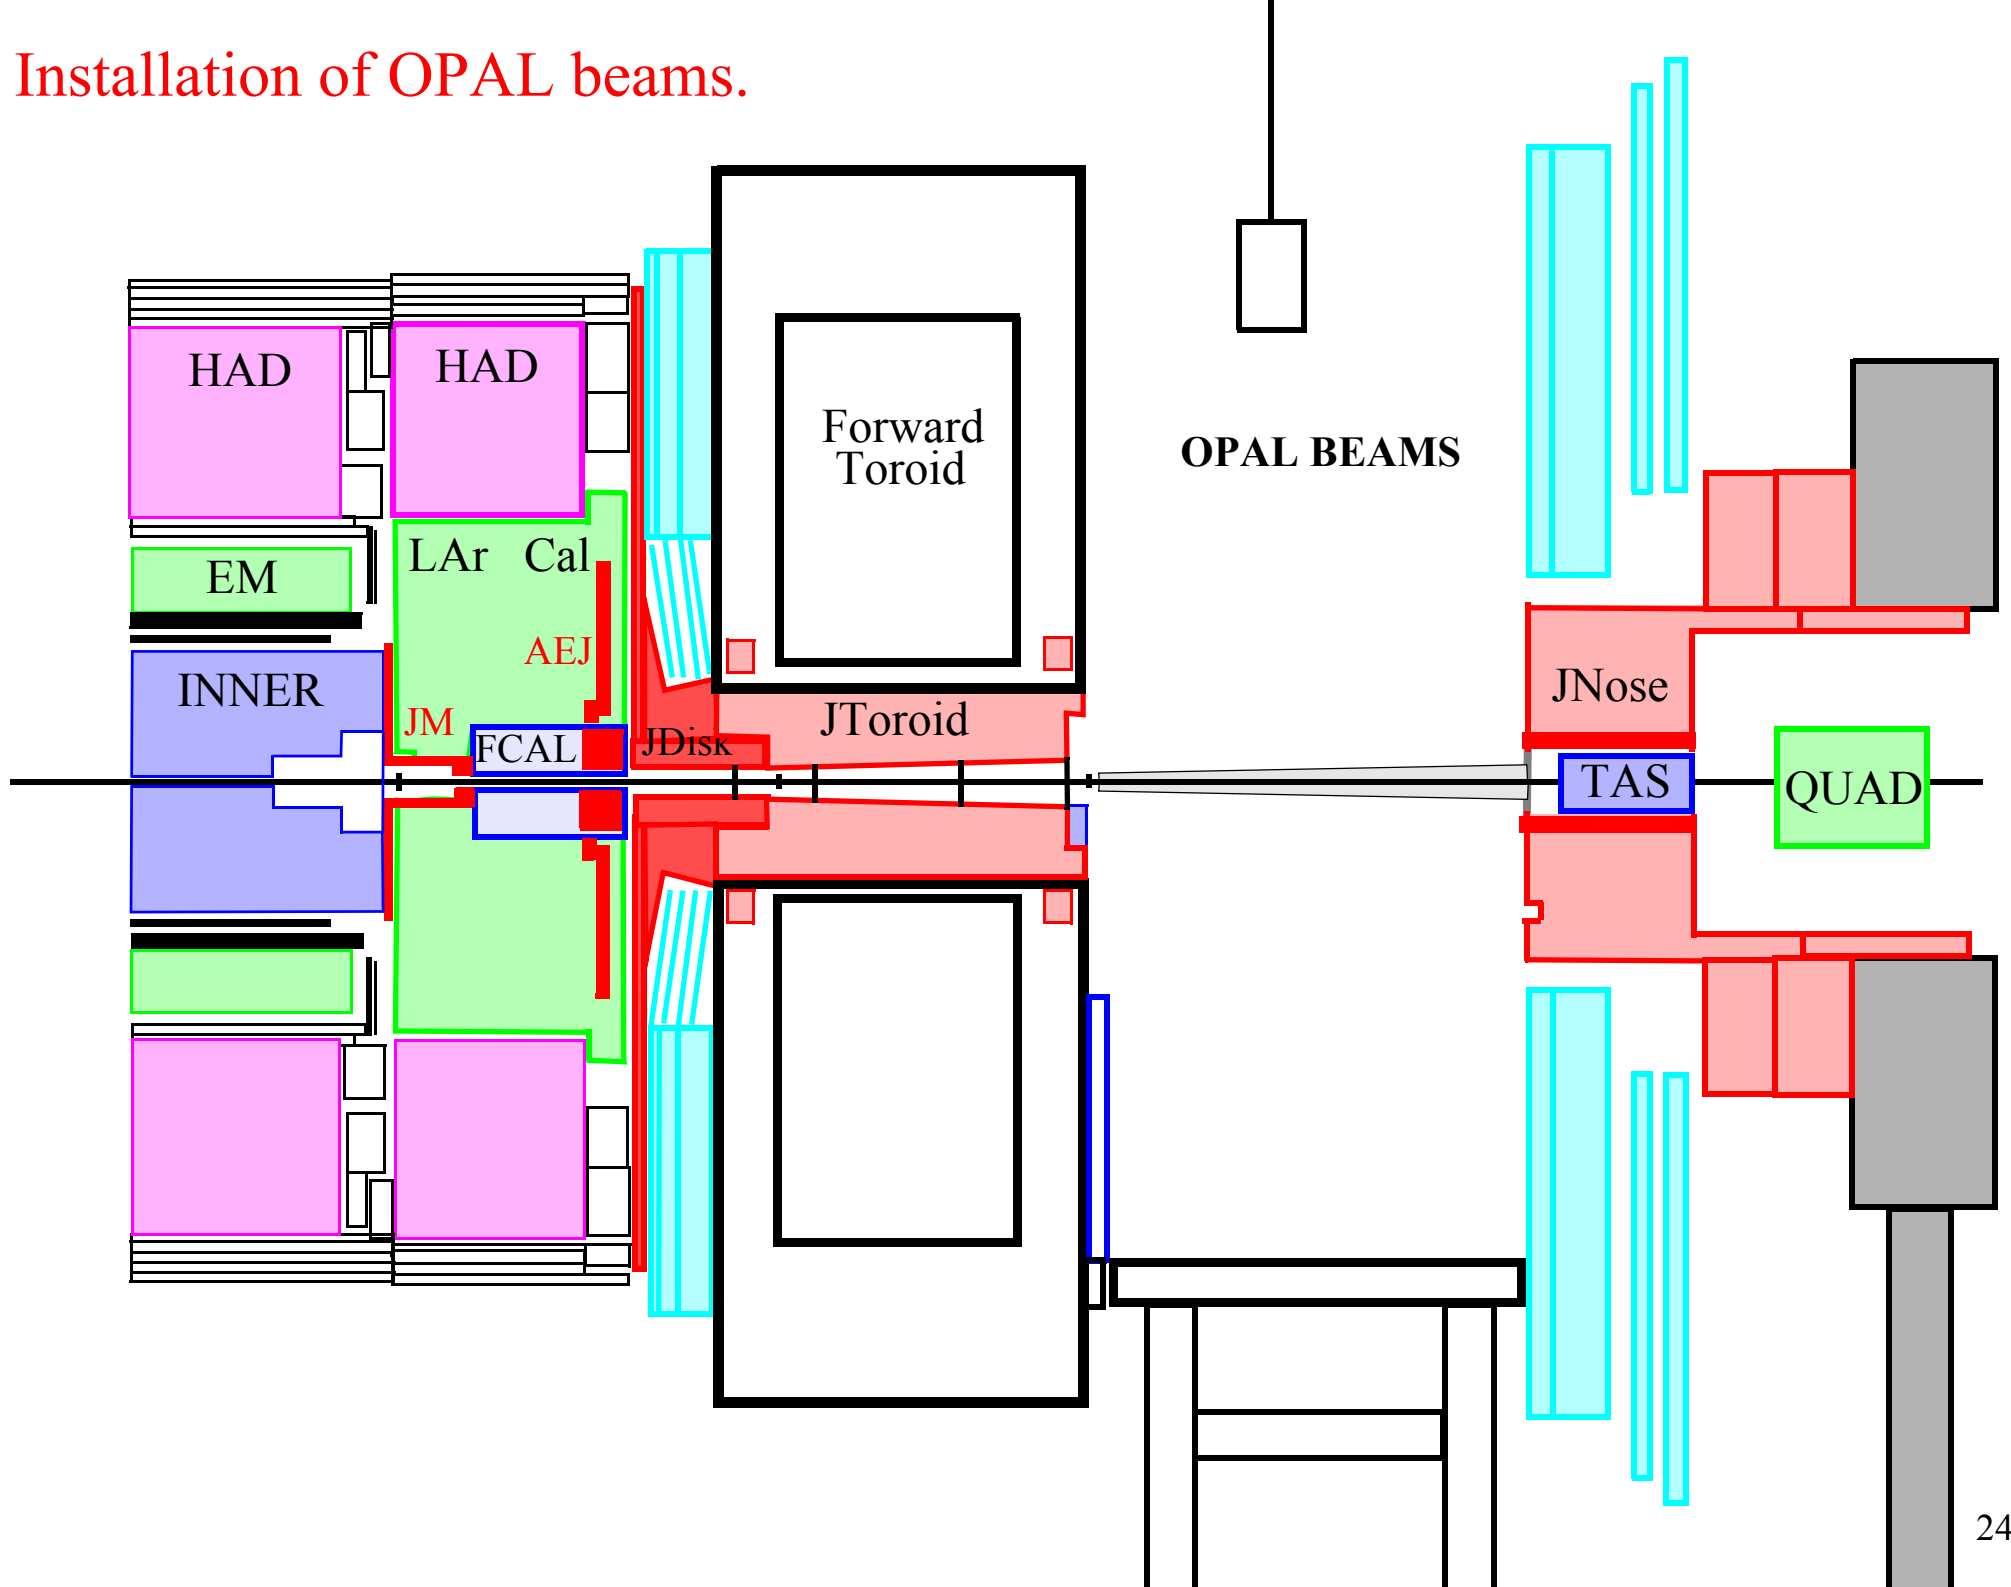 Installation of OPAL beams.
HAD
HAD
Forward
Toroid
OPAL BEAMS
LAr Cal
EM
AEJ
INNER
JM
FCAL
JDisk
JToroid
JNose
TAS
QUAD
24